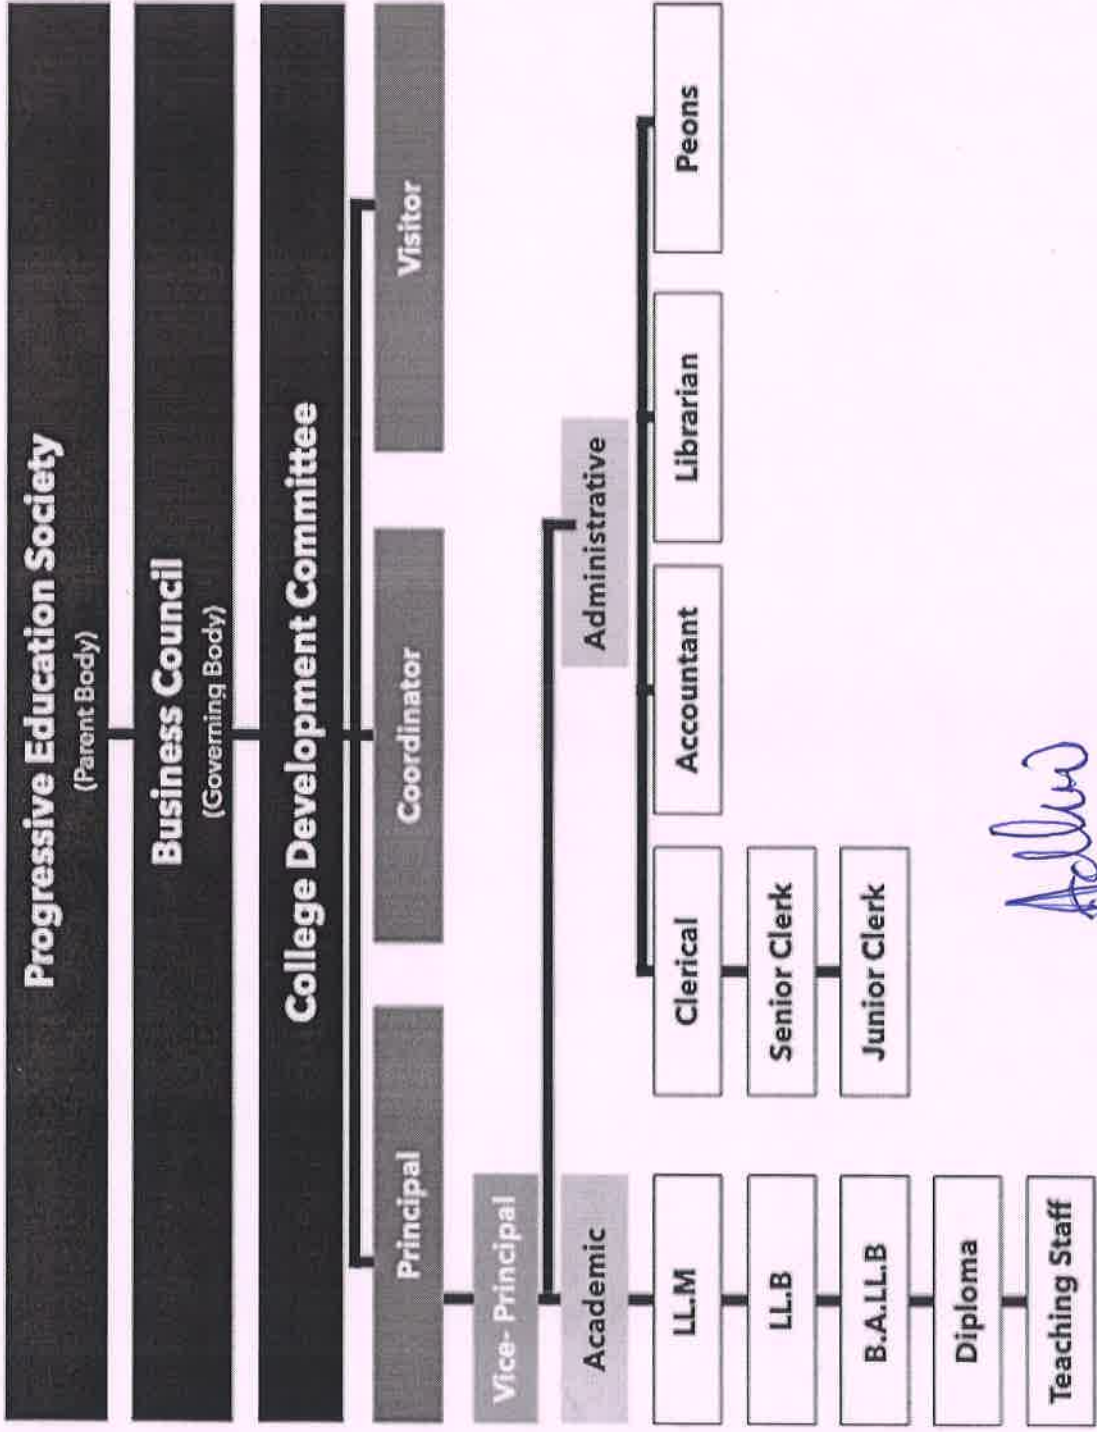 Progressive Education Society
(Parent Body)
Business Council
(Governing Body)
College Development Committee
Principal
Coordinator
Visitor
Vice- Principal
Academic
Administrative
LL.M
Clerical
Accountant
Librarian
Peons
LL.B
Senior Clerk
B.A.LL.B
Junior Clerk
Diploma
Teaching Staff